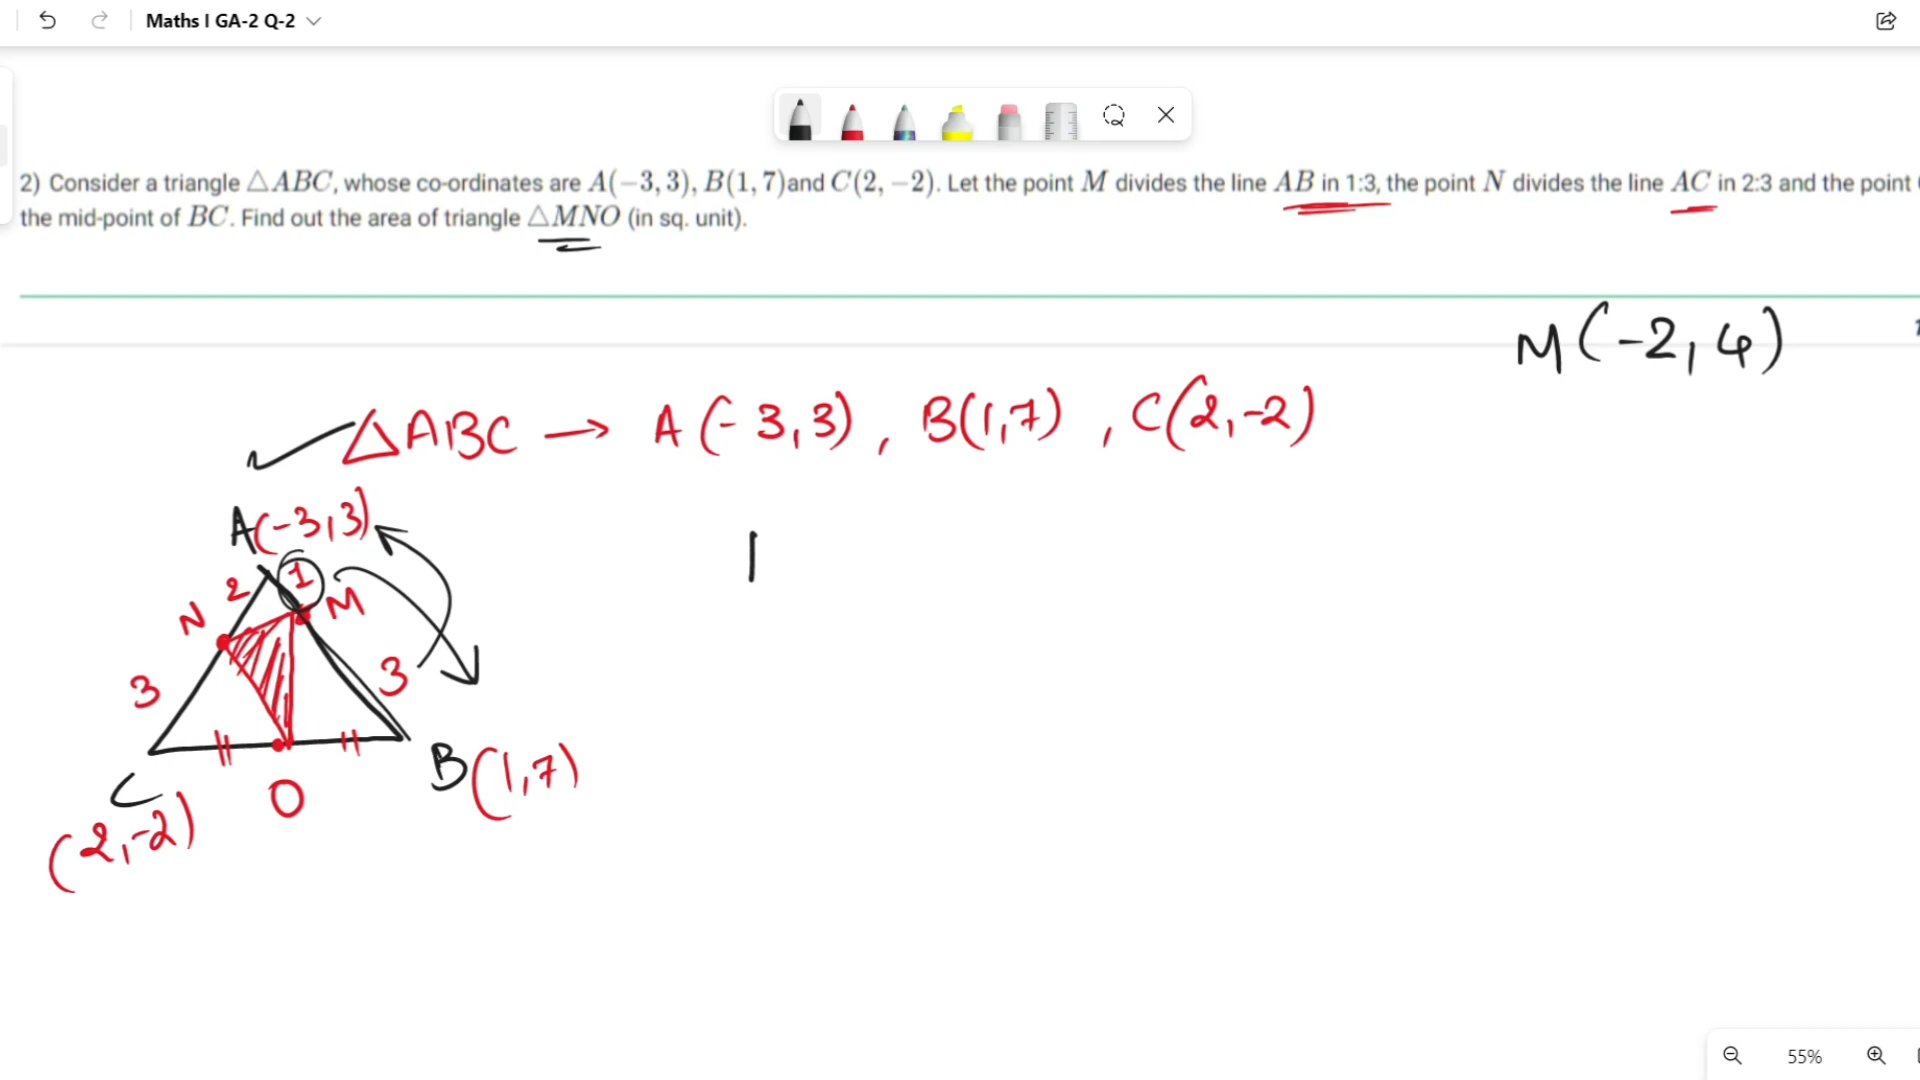 Maths I GA-2 Q-2
2) Consider a triangle △ABC, whose co-ordinates are A(−3, 3), B(1, 7)and C(2, −2). Let the point M divides the line AB in 1:3, the point N divides the line AC in 2:3 and the point
the mid-point of BC. Find out the area of triangle △MNO (in sq. unit).
M(-2, 4)
△ABC → A(-3,3), B(1,7), C(2,-2)
A(-3,3)
1
2
M
N
3
3
B(1,7)
C
O
(2,-2)
55%